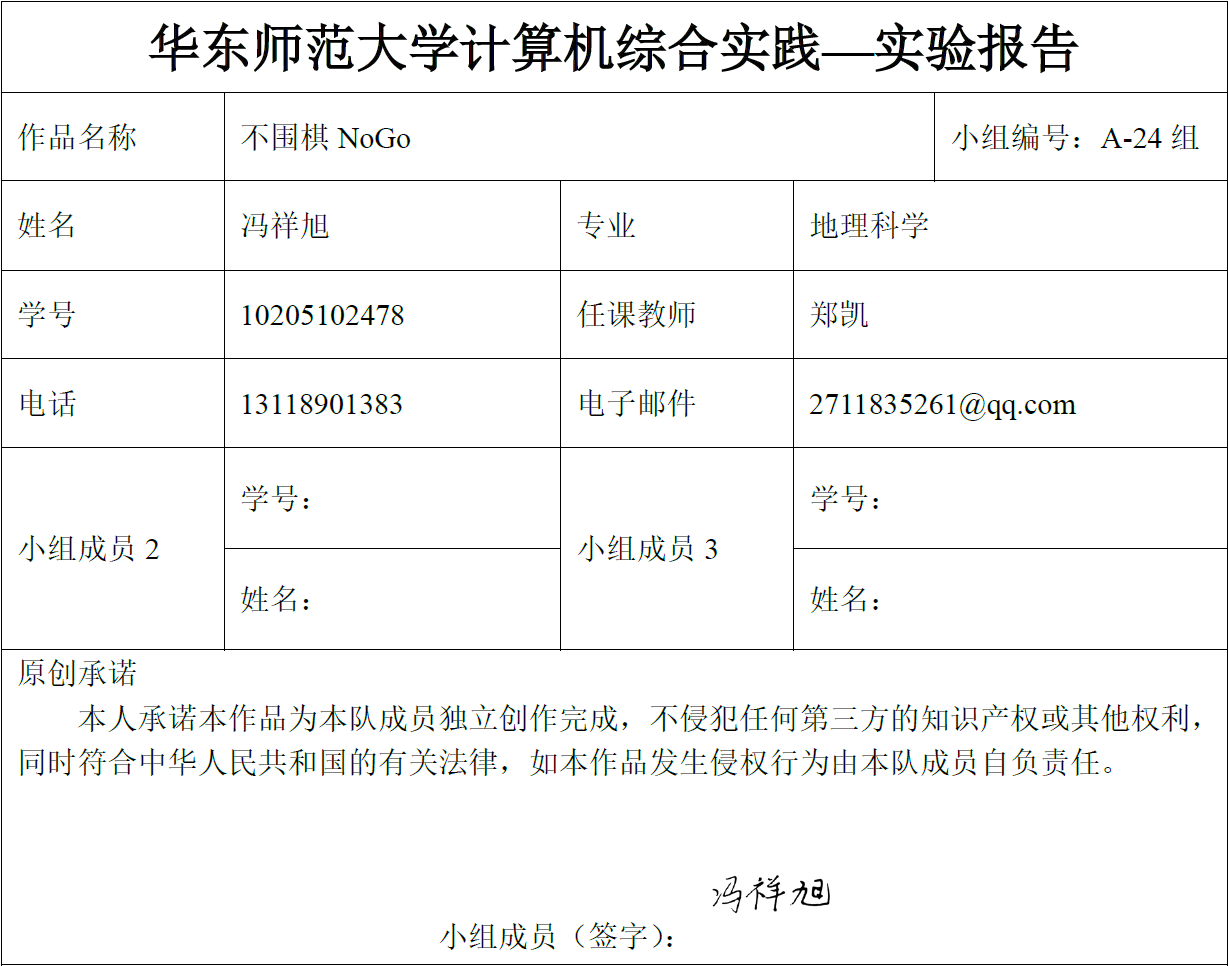 华东师范大学计算机综合实践—实验报告
作品名称 不围棋 NoGo 小组编号：A-24 组
姓名 冯祥旭 专业 地理科学
学号 10205102478 任课教师 郑凯
电话 13118901383 电子邮件 2711835261@qq.com
小组成员 2 学号： 小组成员 3 学号：
姓名： 姓名：
原创承诺
本人承诺本作品为本队成员独立创作完成，不侵犯任何第三方的知识产权或其他权利，
同时符合中华人民共和国的有关法律，如本作品发生侵权行为由本队成员自负责任。
冯祥旭
小组成员（签字）：